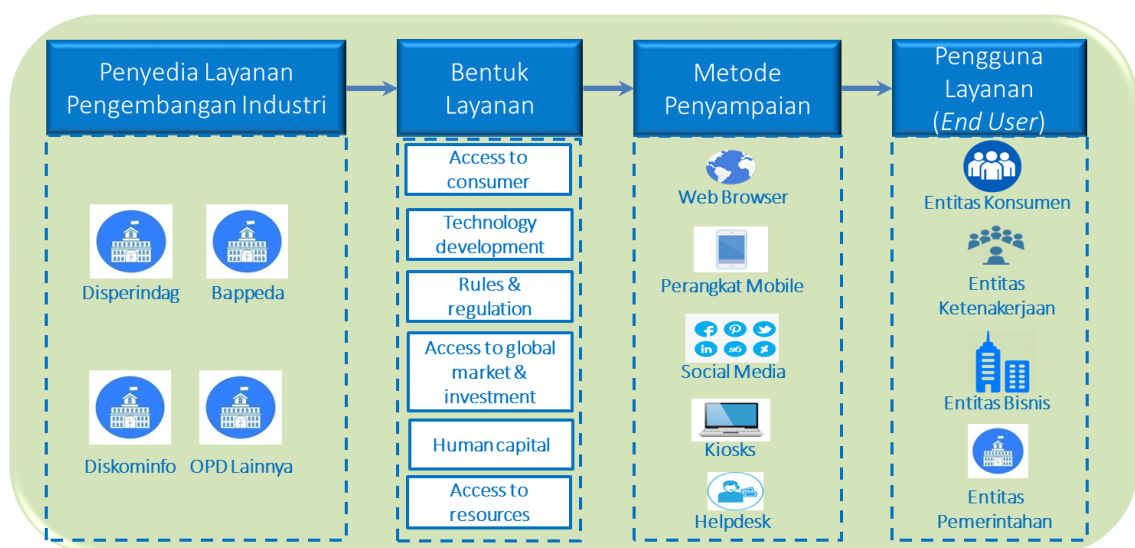 Penyedia Layanan
Pengembangan Industri
Bentuk
Layanan
Metode
Penyampaian
Pengguna
Layanan
(End User)
Disperindag
Bappeda
Diskominfo
OPD Lainnya
Access to
consumer
Technology
development
Rules &
regulation
Access to global
market &
investment
Human capital
Access to
resources
Web Browser
Perangkat Mobile
Social Media
Kiosks
Helpdesk
Entitas Konsumen
Entitas
Ketenakerjaan
Entitas Bisnis
Entitas
Pemerintahan